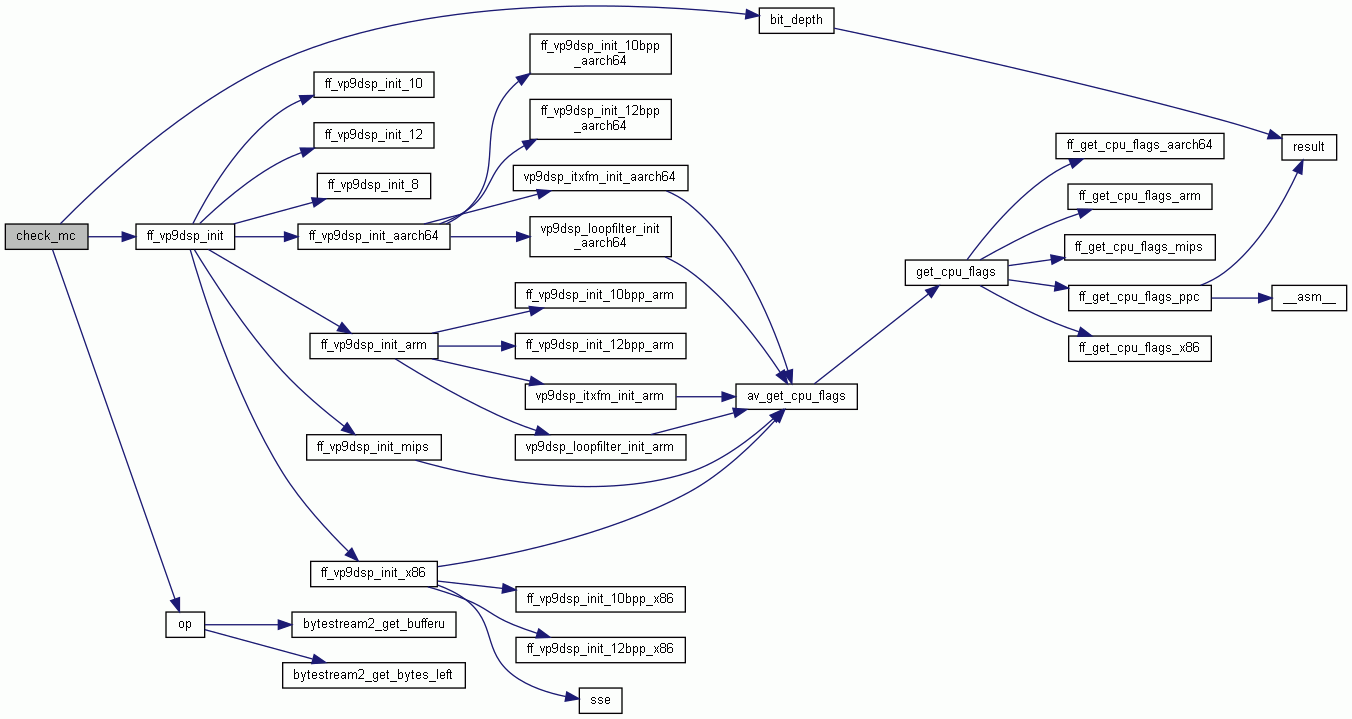 check_mc
bit_depth
result
ff_vp9dsp_init
ff_vp9dsp_init_10
ff_vp9dsp_init_12
ff_vp9dsp_init_8
ff_vp9dsp_init_aarch64
ff_vp9dsp_init_10bpp
_aarch64
ff_vp9dsp_init_12bpp
_aarch64
vp9dsp_itxfm_init_aarch64
vp9dsp_loopfilter_init
_aarch64
ff_vp9dsp_init_arm
ff_vp9dsp_init_10bpp_arm
ff_vp9dsp_init_12bpp_arm
vp9dsp_itxfm_init_arm
vp9dsp_loopfilter_init_arm
ff_vp9dsp_init_mips
av_get_cpu_flags
get_cpu_flags
ff_get_cpu_flags_aarch64
ff_get_cpu_flags_arm
ff_get_cpu_flags_mips
ff_get_cpu_flags_ppc
__asm__
ff_get_cpu_flags_x86
ff_vp9dsp_init_x86
ff_vp9dsp_init_10bpp_x86
ff_vp9dsp_init_12bpp_x86
sse
op
bytestream2_get_bufferu
bytestream2_get_bytes_left